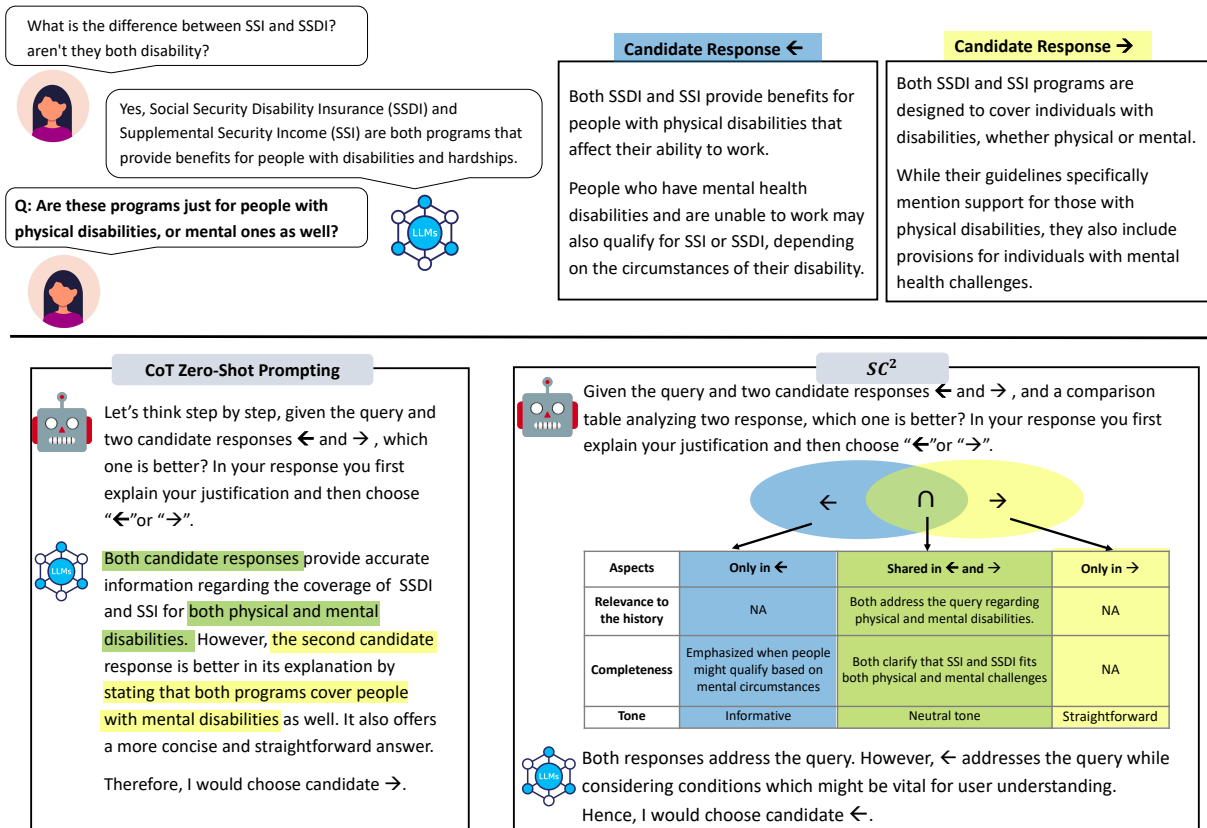 What is the difference between SSI and SSDI?
aren't they both disability?
Yes, Social Security Disability Insurance (SSDI) and
Supplemental Security Income (SSI) are both programs that
provide benefits for people with disabilities and hardships.
Q: Are these programs just for people with
physical disabilities, or mental ones as well?
LLMs
Candidate Response ←
Both SSDI and SSI provide benefits for
people with physical disabilities that
affect their ability to work.
People who have mental health
disabilities and are unable to work may
also qualify for SSI or SSDI, depending
on the circumstances of their disability.
Candidate Response →
Both SSDI and SSI programs are
designed to cover individuals with
disabilities, whether physical or mental.
While their guidelines specifically
mention support for those with
physical disabilities, they also include
provisions for individuals with mental
health challenges.
CoT Zero-Shot Prompting
Let's think step by step, given the query and
two candidate responses ← and → , which
one is better? In your response you first
explain your justification and then choose
"←"or "→".
LLMs
Both candidate responses provide accurate
information regarding the coverage of SSDI
and SSI for both physical and mental
disabilities. However, the second candidate
response is better in its explanation by
stating that both programs cover people
with mental disabilities as well. It also offers
a more concise and straightforward answer.
Therefore, I would choose candidate →.
SC²
Given the query and two candidate responses ← and → , and a comparison
table analyzing two response, which one is better? In your response you first
explain your justification and then choose "←"or "→".
← ∩ →
Aspects Only in ← Shared in ← and → Only in →
Relevance to
the history
NA
Both address the query regarding
physical and mental disabilities.
NA
Completeness
Emphasized when people
might qualify based on
mental circumstances
Both clarify that SSI and SSDI fits
both physical and mental challenges
NA
Tone Informative Neutral tone Straightforward
LLMs
Both responses address the query. However, ← addresses the query while
considering conditions which might be vital for user understanding.
Hence, I would choose candidate ←.